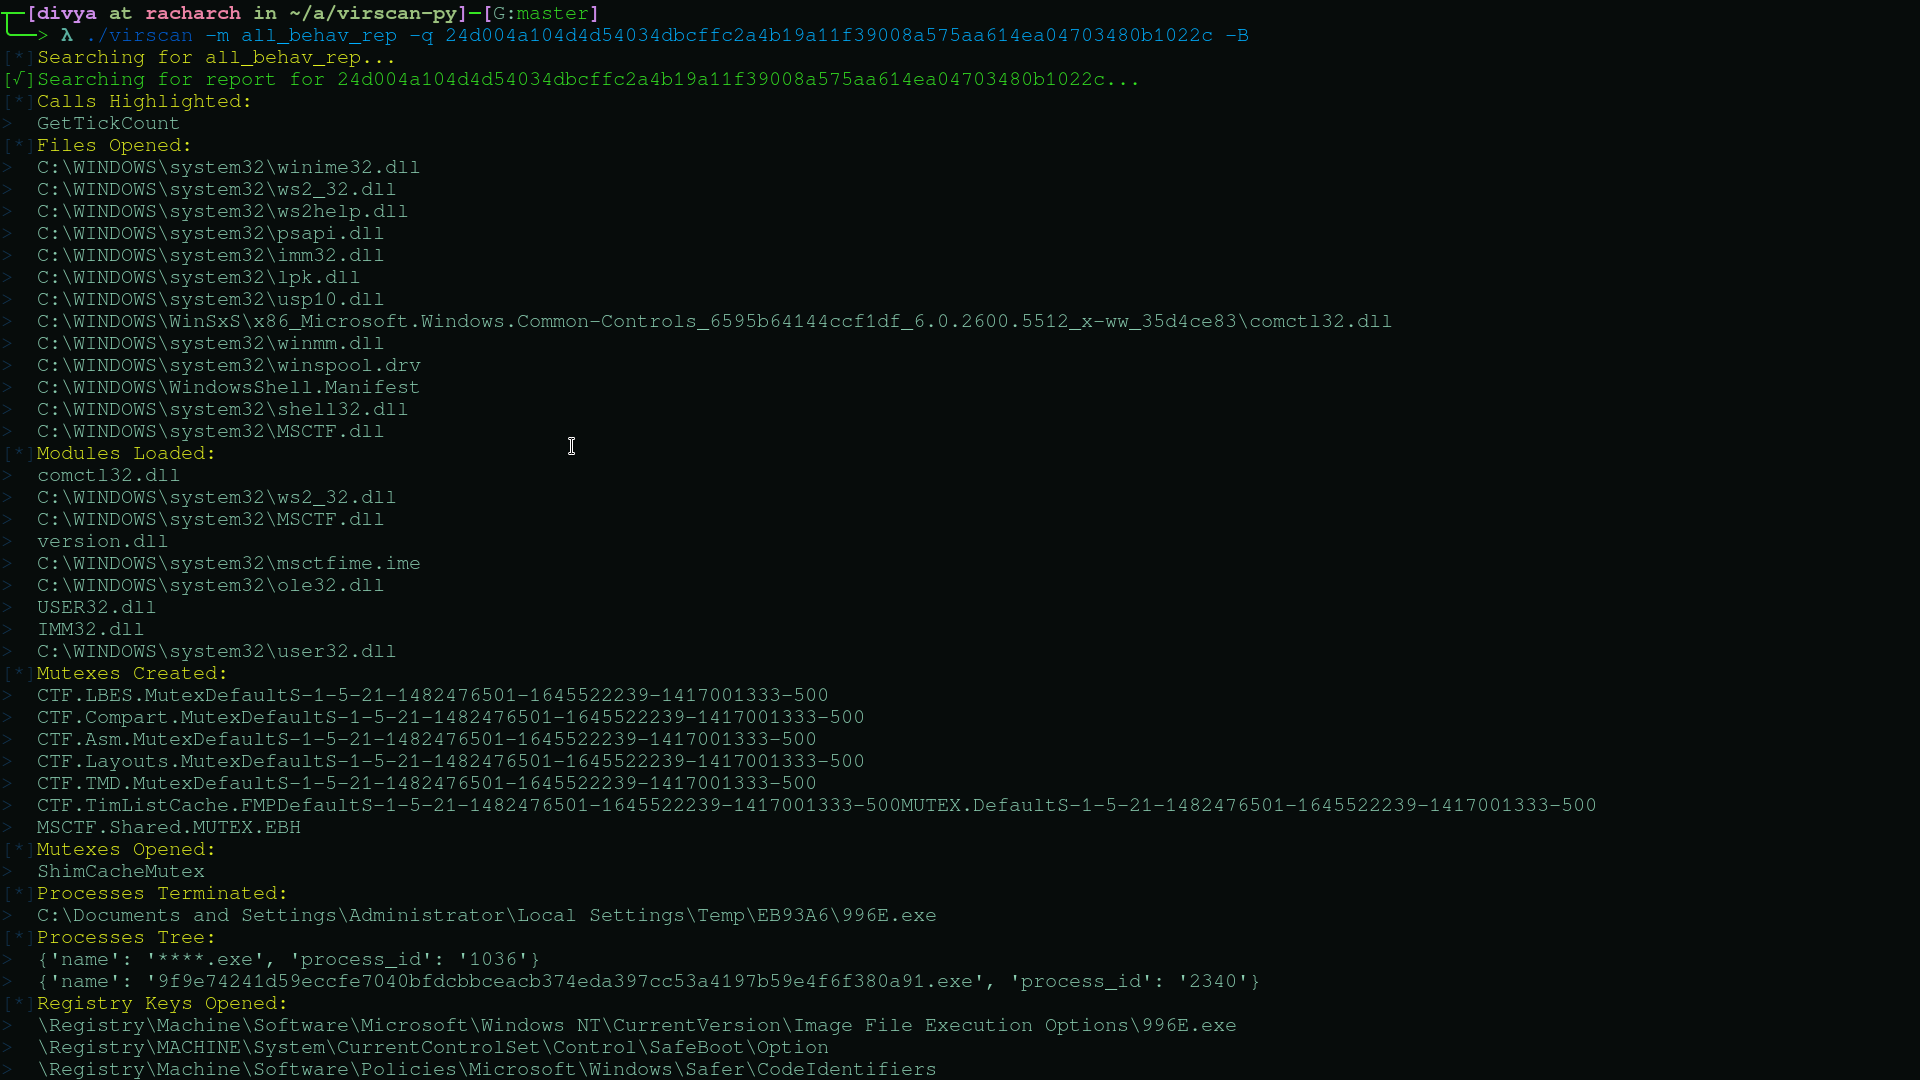 [divya at racharch in ~/a/virscan-py]-[G:master]
> λ ./virscan -m all_behav_rep -q 24d004a104d4d54034dbcffc2a4b19a11f39008a575aa614ea04703480b1022c -B
[*]Searching for all_behav_rep...
[√]Searching for report for 24d004a104d4d54034dbcffc2a4b19a11f39008a575aa614ea04703480b1022c...
[*]Calls Highlighted:
> GetTickCount
[*]Files Opened:
> C:\WINDOWS\system32\winime32.dll
> C:\WINDOWS\system32\ws2_32.dll
> C:\WINDOWS\system32\ws2help.dll
> C:\WINDOWS\system32\psapi.dll
> C:\WINDOWS\system32\imm32.dll
> C:\WINDOWS\system32\lpk.dll
> C:\WINDOWS\system32\usp10.dll
> C:\WINDOWS\WinSxS\x86_Microsoft.Windows.Common-Controls_6595b64144ccf1df_6.0.2600.5512_x-ww_35d4ce83\comctl32.dll
> C:\WINDOWS\system32\winmm.dll
> C:\WINDOWS\system32\winspool.drv
> C:\WINDOWS\WindowsShell.Manifest
> C:\WINDOWS\system32\shell32.dll
> C:\WINDOWS\system32\MSCTF.dll
[*]Modules Loaded:
> comctl32.dll
> C:\WINDOWS\system32\ws2_32.dll
> C:\WINDOWS\system32\MSCTF.dll
> version.dll
> C:\WINDOWS\system32\msctfime.ime
> C:\WINDOWS\system32\ole32.dll
> USER32.dll
> IMM32.dll
> C:\WINDOWS\system32\user32.dll
[*]Mutexes Created:
> CTF.LBES.MutexDefaultS-1-5-21-1482476501-1645522239-1417001333-500
> CTF.Compart.MutexDefaultS-1-5-21-1482476501-1645522239-1417001333-500
> CTF.Asm.MutexDefaultS-1-5-21-1482476501-1645522239-1417001333-500
> CTF.Layouts.MutexDefaultS-1-5-21-1482476501-1645522239-1417001333-500
> CTF.TMD.MutexDefaultS-1-5-21-1482476501-1645522239-1417001333-500
> CTF.TimListCache.FMPDefaultS-1-5-21-1482476501-1645522239-1417001333-500MUTEX.DefaultS-1-5-21-1482476501-1645522239-1417001333-500
> MSCTF.Shared.MUTEX.EBH
[*]Mutexes Opened:
> ShimCacheMutex
[*]Processes Terminated:
> C:\Documents and Settings\Administrator\Local Settings\Temp\EB93A6\996E.exe
[*]Processes Tree:
> {'name': '****.exe', 'process_id': '1036'}
> {'name': '9f9e74241d59eccfe7040bfdcbbceacb374eda397cc53a4197b59e4f6f380a91.exe', 'process_id': '2340'}
[*]Registry Keys Opened:
> \Registry\Machine\Software\Microsoft\Windows NT\CurrentVersion\Image File Execution Options\996E.exe
> \Registry\MACHINE\System\CurrentControlSet\Control\SafeBoot\Option
> \Registry\Machine\Software\Policies\Microsoft\Windows\Safer\CodeIdentifiers